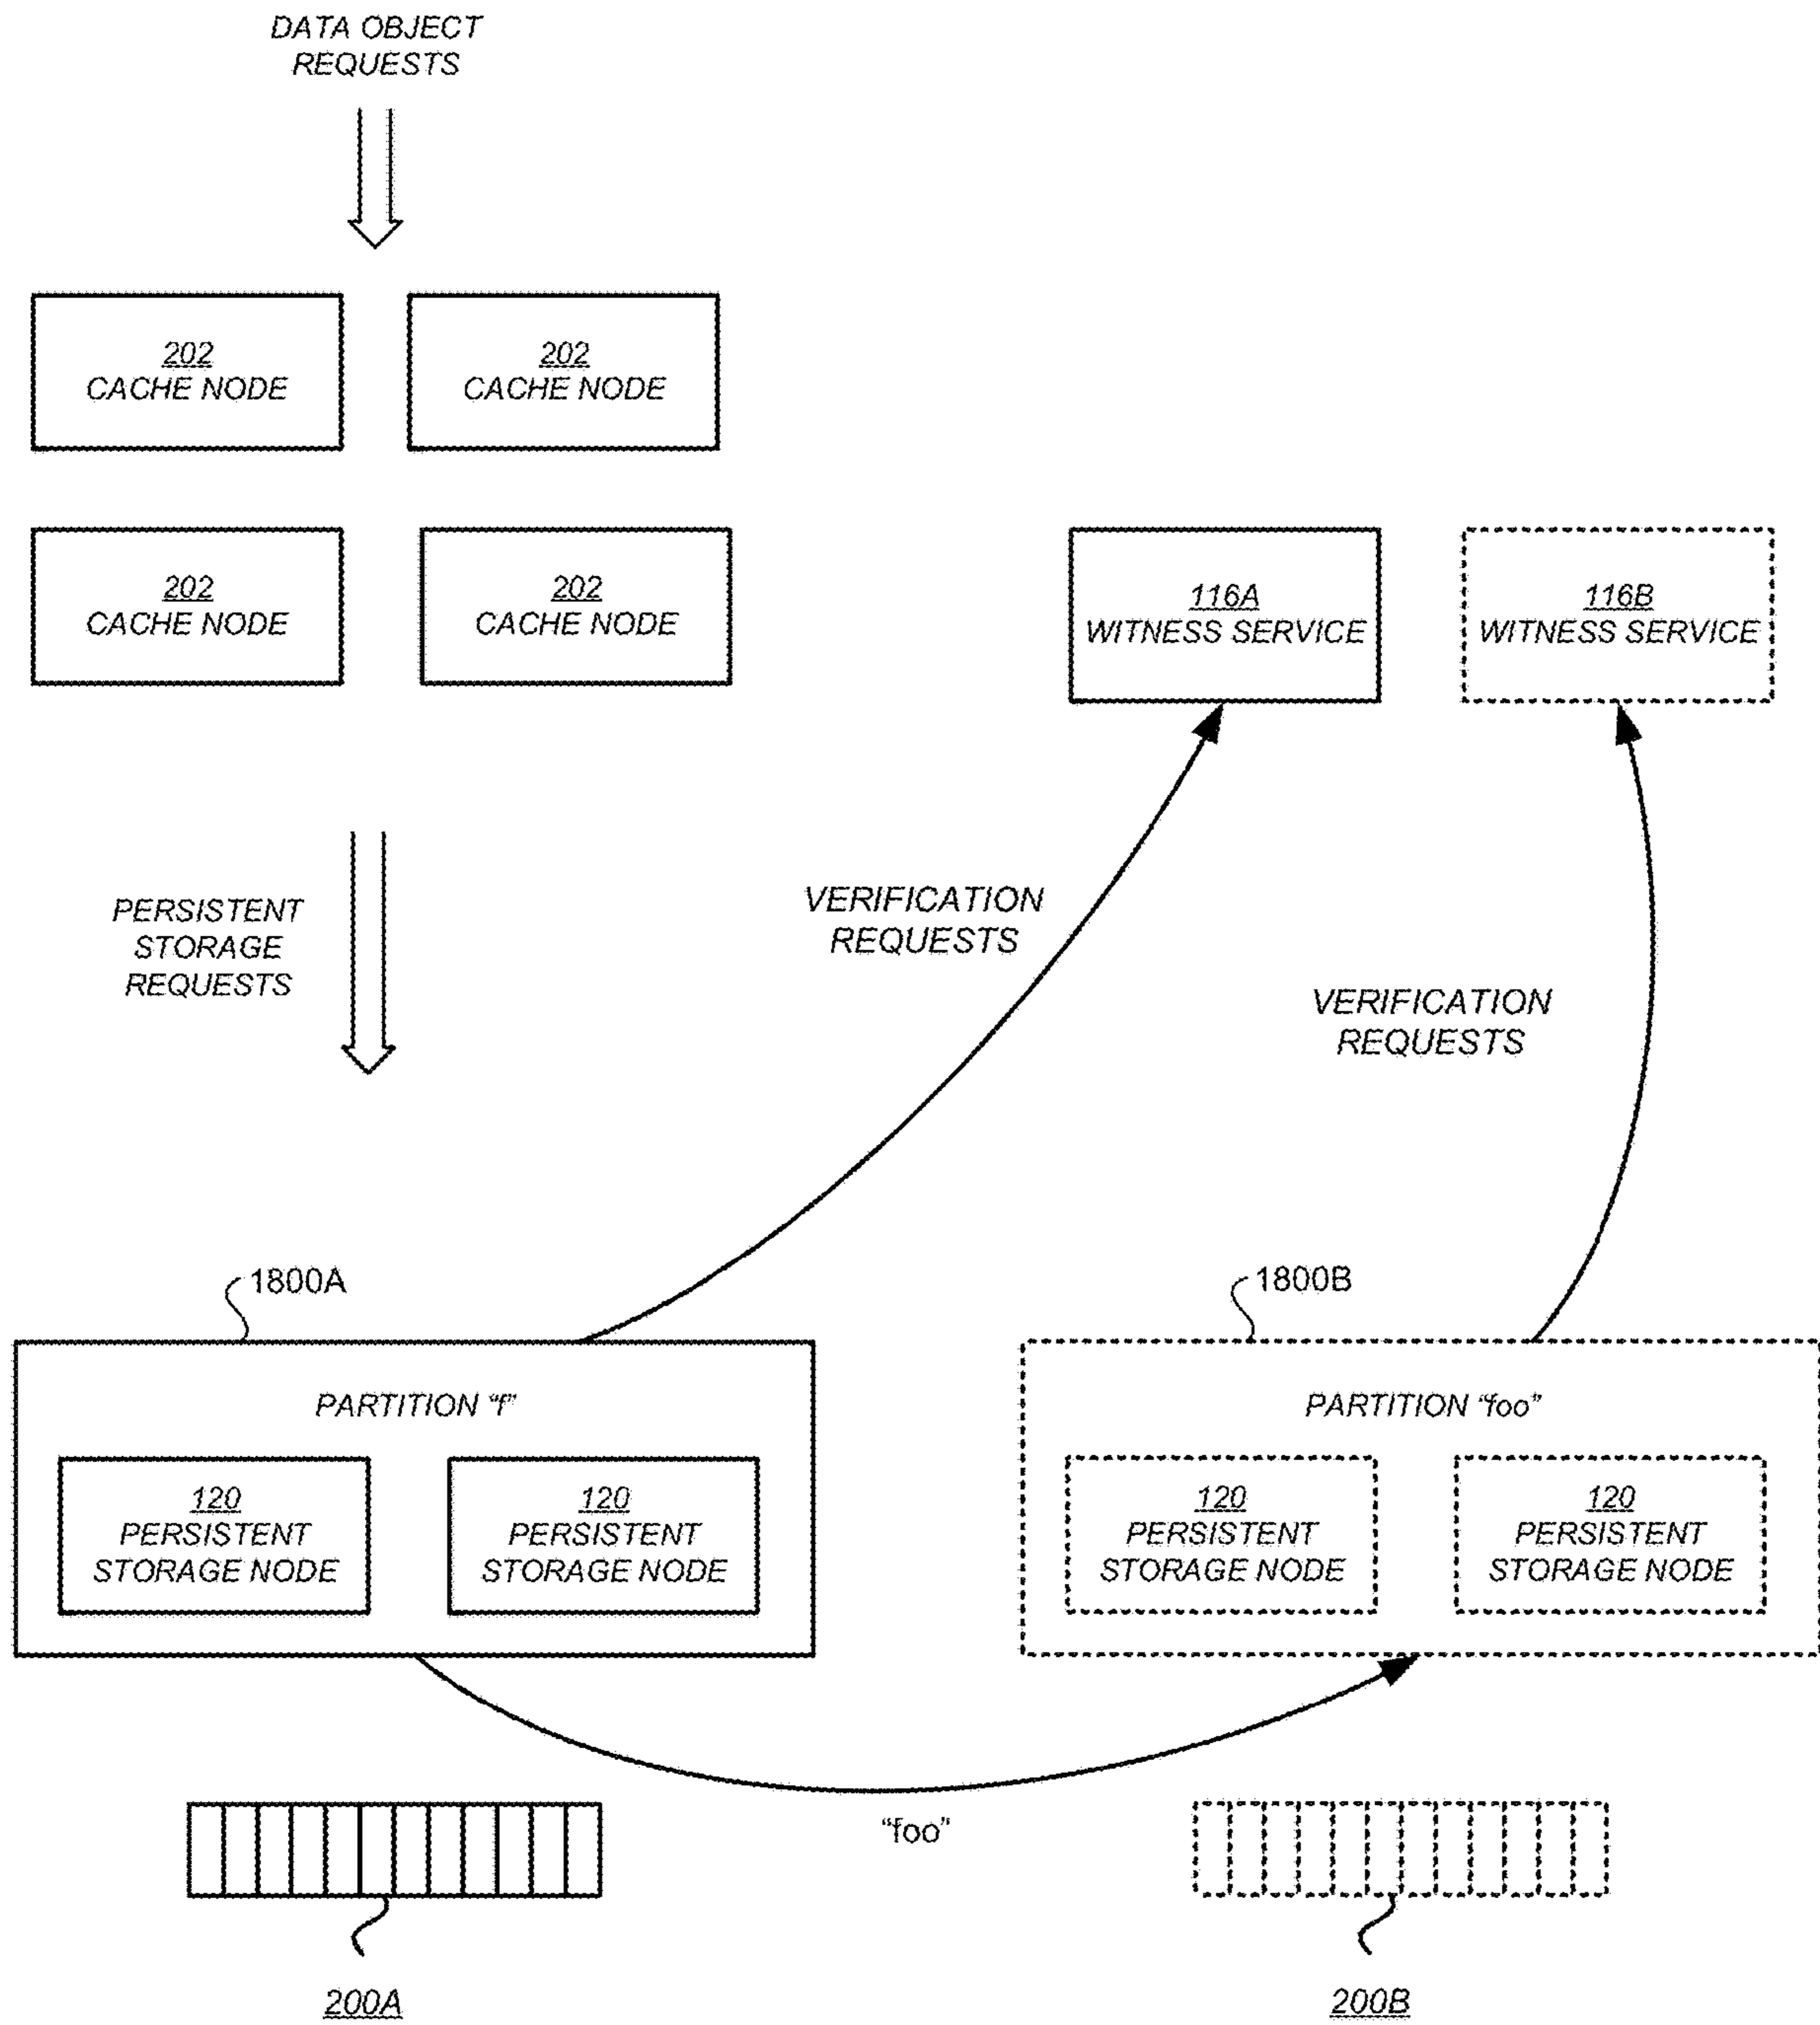 DATA OBJECT
REQUESTS
202
CACHE NODE
202
CACHE NODE
202
CACHE NODE
202
CACHE NODE
116A
WITNESS SERVICE
116B
WITNESS SERVICE
PERSISTENT
STORAGE
REQUESTS
VERIFICATION
REQUESTS
VERIFICATION
REQUESTS
1800A
1800B
PARTITION "f"
120
PERSISTENT
STORAGE NODE
120
PERSISTENT
STORAGE NODE
PARTITION "foo"
120
PERSISTENT
STORAGE NODE
120
PERSISTENT
STORAGE NODE
"foo"
200A
200B